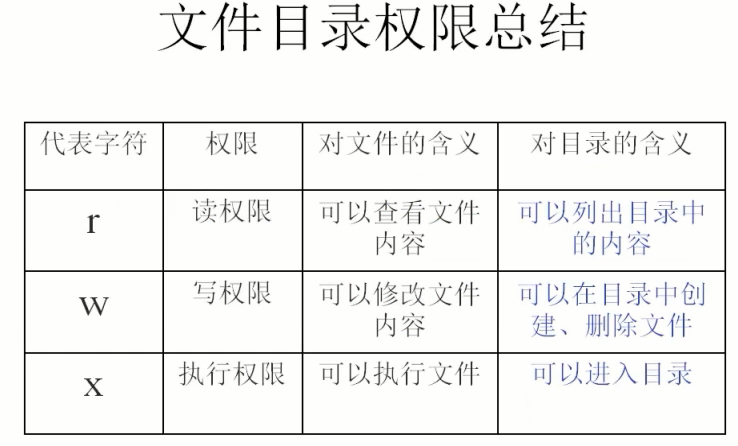 文件目录权限总结
代表字符 权限 对文件的含义 对目录的含义
r 读权限 可以查看文件 可以列出目录中
内容 的内容
w 写权限 可以修改文件 可以在目录中创
内容 建、删除文件
x 执行权限 可以执行文件 可以进入目录